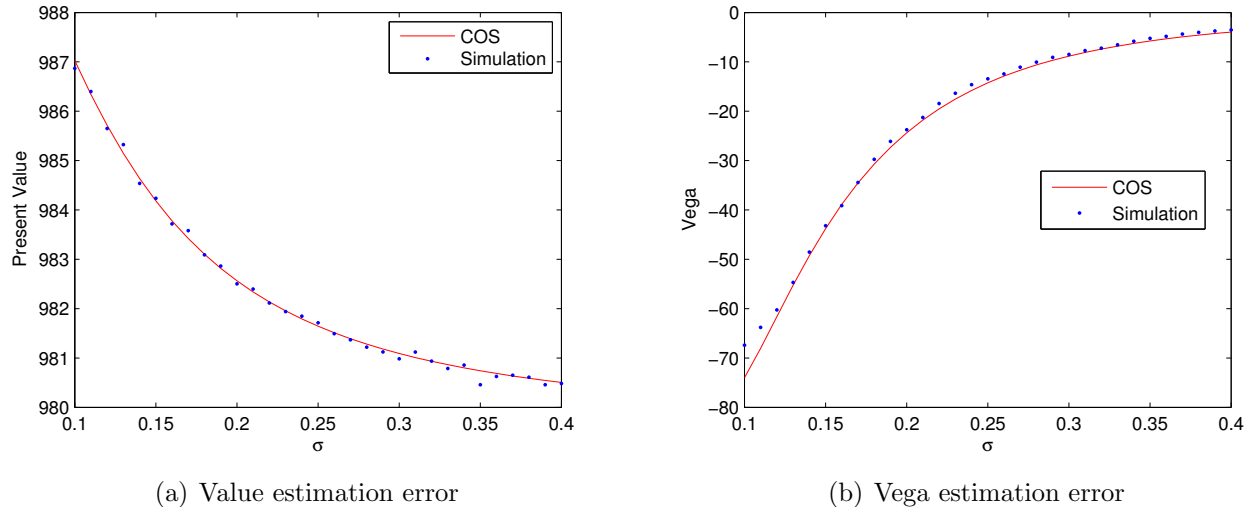 988
987
986
985
984
983
982
981
980
Present Value
0.1 0.15 0.2 0.25 0.3 0.35 0.4
σ
COS
Simulation
(a) Value estimation error
0
−10
−20
−30
−40
−50
−60
−70
−80
Vega
0.1 0.15 0.2 0.25 0.3 0.35 0.4
σ
COS
Simulation
(b) Vega estimation error